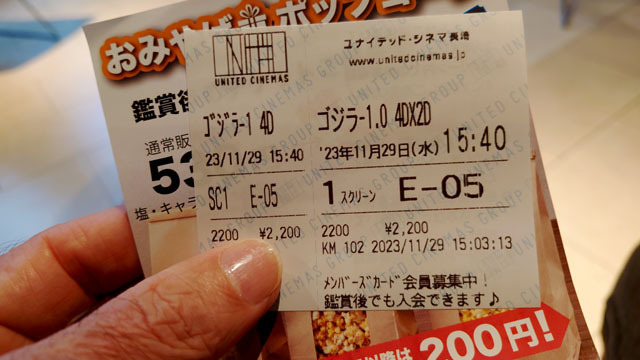 おみやげ ポップコ
鑑賞後
通常販
53
塩・キャラ
UNITED CINEMAS
ユナイテッド・シネマ長崎
www.unitedcinemas.jp
ゴジラ-1 4D
23/11/29 15:40
SC1 E-05
2200 ¥2,200
ゴジラ-1.0 4DX2D
'23年11月29日(水) 15:40
1 スクリーン E-05
2200 ¥2,200
KM 102 2023/11/29 15:03:13
メンバーズカード会員募集中!
鑑賞後でも入会できます♪
以降は200円!